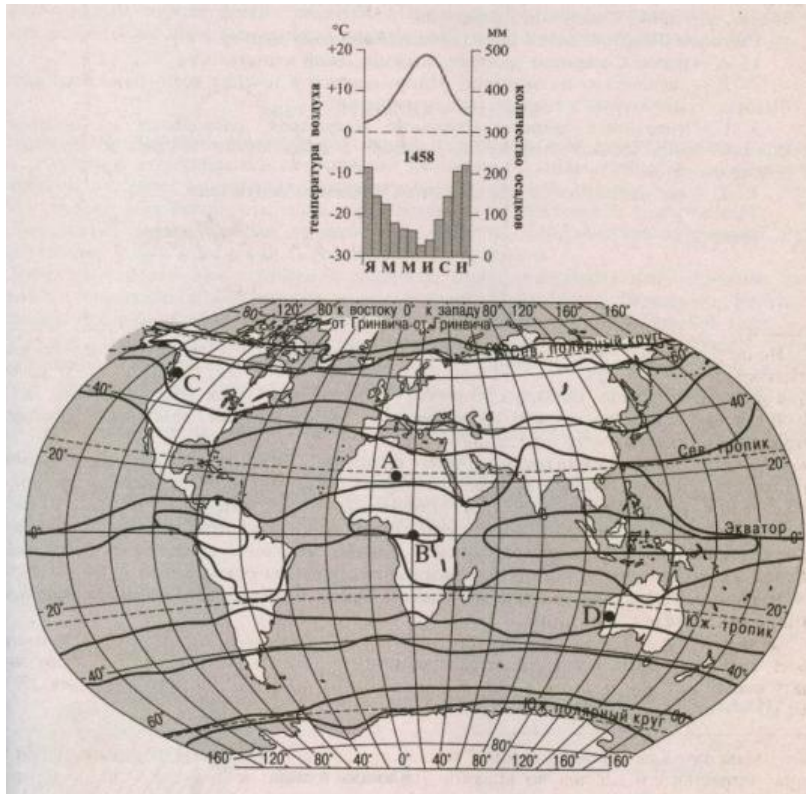 °C мм
+20 500
+10 400
0 300
1458
-10 200
-20 100
-30 0
температура воздуха
количество осадков
Я М М И С Н
80° 120° 80° к востоку 0° к западу 80° 120° 160°
от Гринвича от Гринвича
160°
Сев. полярный круг
C
40° 40°
Сев. тропик
20° A 20°
0° Экватор 0°
B
20° D 20°
Юж. тропик
40° 40°
60° Юж. полярный круг 60°
80°
160° 120° 80° 40° 0° 40° 80° 120° 160°